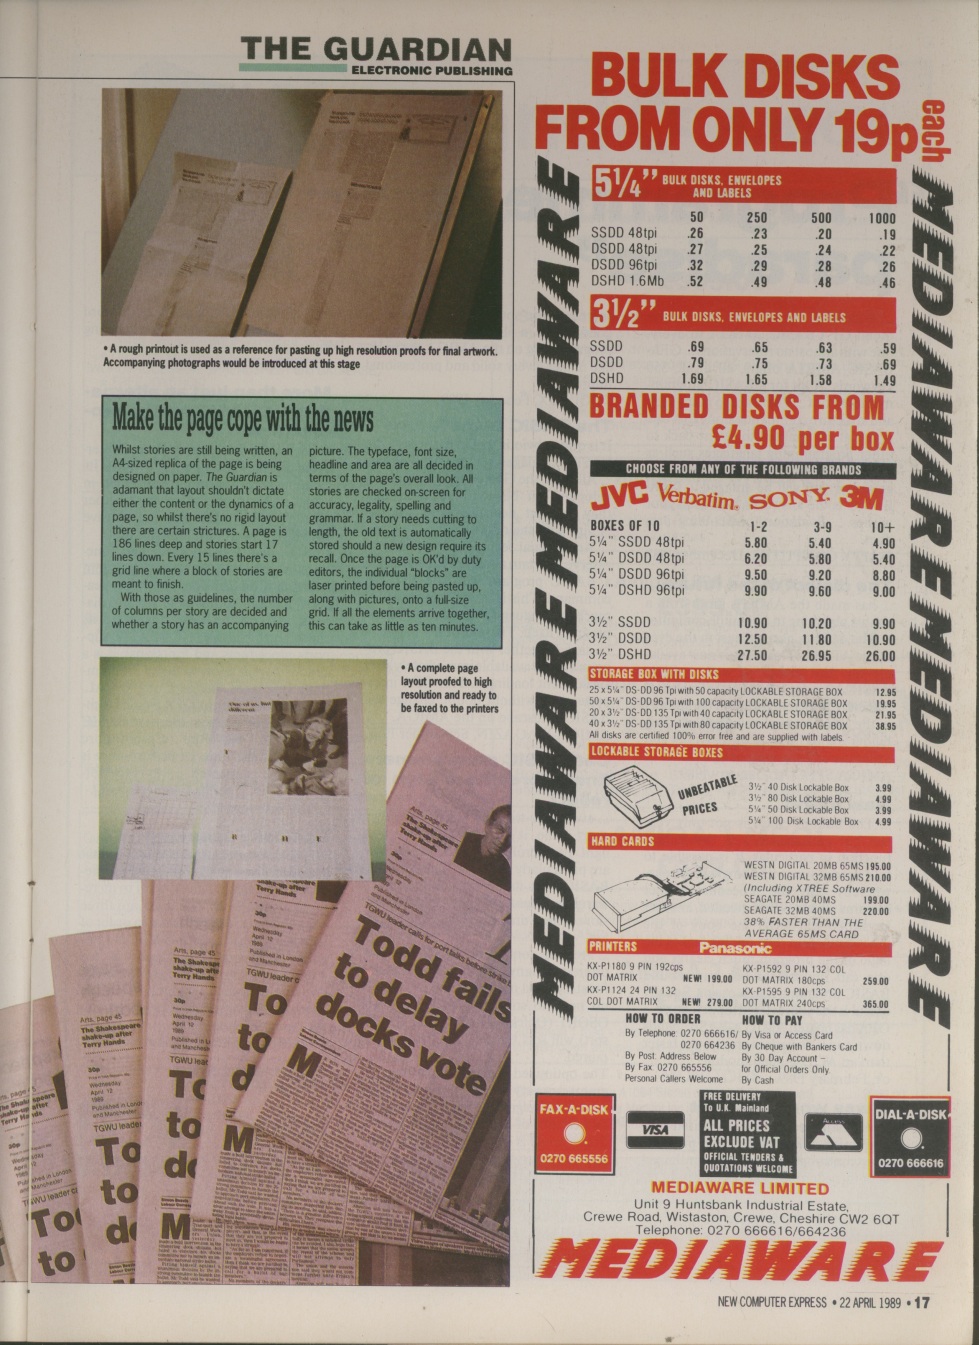 THE GUARDIAN
ELECTRONIC PUBLISHING
• A rough printout is used as a reference for pasting up high resolution proofs for final artwork.
Accompanying photographs would be introduced at this stage
Make the page cope with the news
Whilst stories are still being written, an
A4-sized replica of the page is being
designed on paper. The Guardian is
adamant that layout shouldn't dictate
either the content or the dynamics of a
page, so whilst there's no rigid layout
there are certain strictures. A page is
186 lines deep and stories start 17
lines down. Every 15 lines there's a
grid line where a block of stories are
meant to finish.
With those as guidelines, the number
of columns per story are decided and
whether a story has an accompanying
picture. The typeface, font size,
headline and area are all decided in
terms of the page's overall look. All
stories are checked on-screen for
accuracy, legality, spelling and
grammar. If a story needs cutting to
length, the old text is automatically
stored should a new design require its
recall. Once the page is OK'd by duty
editors, the individual "blocks" are
laser printed before being pasted up,
along with pictures, onto a full-size
grid. If all the elements arrive together,
this can take as little as ten minutes.
• A complete page
layout proofed to high
resolution and ready to
be faxed to the printers
Arts, page 45
The Shakespeare
shake-up after
Terry Hands
30p
Wednesday
April 12
1989
Published in London
and Manchester
TGWU leader calls for port talks before strike
Todd fails
to delay
docks vote
BULK DISKS
FROM ONLY 19p each
MEDIAWARE MEDIAWARE MEDIAWARE
5¼" BULK DISKS, ENVELOPES
AND LABELS
50 250 500 1000
SSDD 48tpi .26 .23 .20 .19
DSDD 48tpi .27 .25 .24 .22
DSDD 96tpi .32 .29 .28 .26
DSHD 1.6Mb .52 .49 .48 .46
3½" BULK DISKS, ENVELOPES AND LABELS
SSDD .69 .65 .63 .59
DSDD .79 .75 .73 .69
DSHD 1.69 1.65 1.58 1.49
BRANDED DISKS FROM
£4.90 per box
CHOOSE FROM ANY OF THE FOLLOWING BRANDS
JVC Verbatim. SONY. 3M
BOXES OF 10 1-2 3-9 10+
5¼" SSDD 48tpi 5.80 5.40 4.90
5¼" DSDD 48tpi 6.20 5.80 5.40
5¼" DSDD 96tpi 9.50 9.20 8.80
5¼" DSHD 96tpi 9.90 9.60 9.00
3½" SSDD 10.90 10.20 9.90
3½" DSDD 12.50 11.80 10.90
3½" DSHD 27.50 26.95 26.00
STORAGE BOX WITH DISKS
25 x 5¼" DS-DD 96 Tpi with 50 capacity LOCKABLE STORAGE BOX 12.95
50 x 5¼" DS-DD 96 Tpi with 100 capacity LOCKABLE STORAGE BOX 19.95
20 x 3½" DS-DD 135 Tpi with 40 capacity LOCKABLE STORAGE BOX 21.95
40 x 3½" DS-DD 135 Tpi with 80 capacity LOCKABLE STORAGE BOX 38.95
All disks are certified 100% error free and are supplied with labels.
LOCKABLE STORAGE BOXES
UNBEATABLE
PRICES
3½" 40 Disk Lockable Box 3.99
3½" 80 Disk Lockable Box 4.99
5¼" 50 Disk Lockable Box 3.99
5¼" 100 Disk Lockable Box 4.99
HARD CARDS
WESTN DIGITAL 20MB 65MS 195.00
WESTN DIGITAL 32MB 65MS 210.00
(Including XTREE Software
SEAGATE 20MB 40MS 199.00
SEAGATE 32MB 40MS 220.00
38% FASTER THAN THE
AVERAGE 65MS CARD
PRINTERS Panasonic
KX-P1180 9 PIN 192cps
DOT MATRIX NEW! 199.00
KX-P1124 24 PIN 132
COL DOT MATRIX NEW! 279.00
KX-P1592 9 PIN 132 COL
DOT MATRIX 180cps 259.00
KX-P1595 9 PIN 132 COL
DOT MATRIX 240cps 365.00
HOW TO ORDER
By Telephone 0270 666616/
0270 664236
By Post: Address Below
By Fax: 0270 665556
Personal Callers Welcome
HOW TO PAY
By Visa or Access Card
By Cheque with Bankers Card
By 30 Day Account –
for Official Orders Only.
By Cash
FAX-A-DISK
0270 665556
VISA
FREE DELIVERY
To U.K. Mainland
ALL PRICES
EXCLUDE VAT
OFFICIAL TENDERS &
QUOTATIONS WELCOME
Access
DIAL-A-DISK
0270 666616
MEDIAWARE LIMITED
Unit 9 Huntsbank Industrial Estate,
Crewe Road, Wistaston, Crewe, Cheshire CW2 6QT
Telephone: 0270 666616/664236
MEDIAWARE
NEW COMPUTER EXPRESS • 22 APRIL 1989 • 17